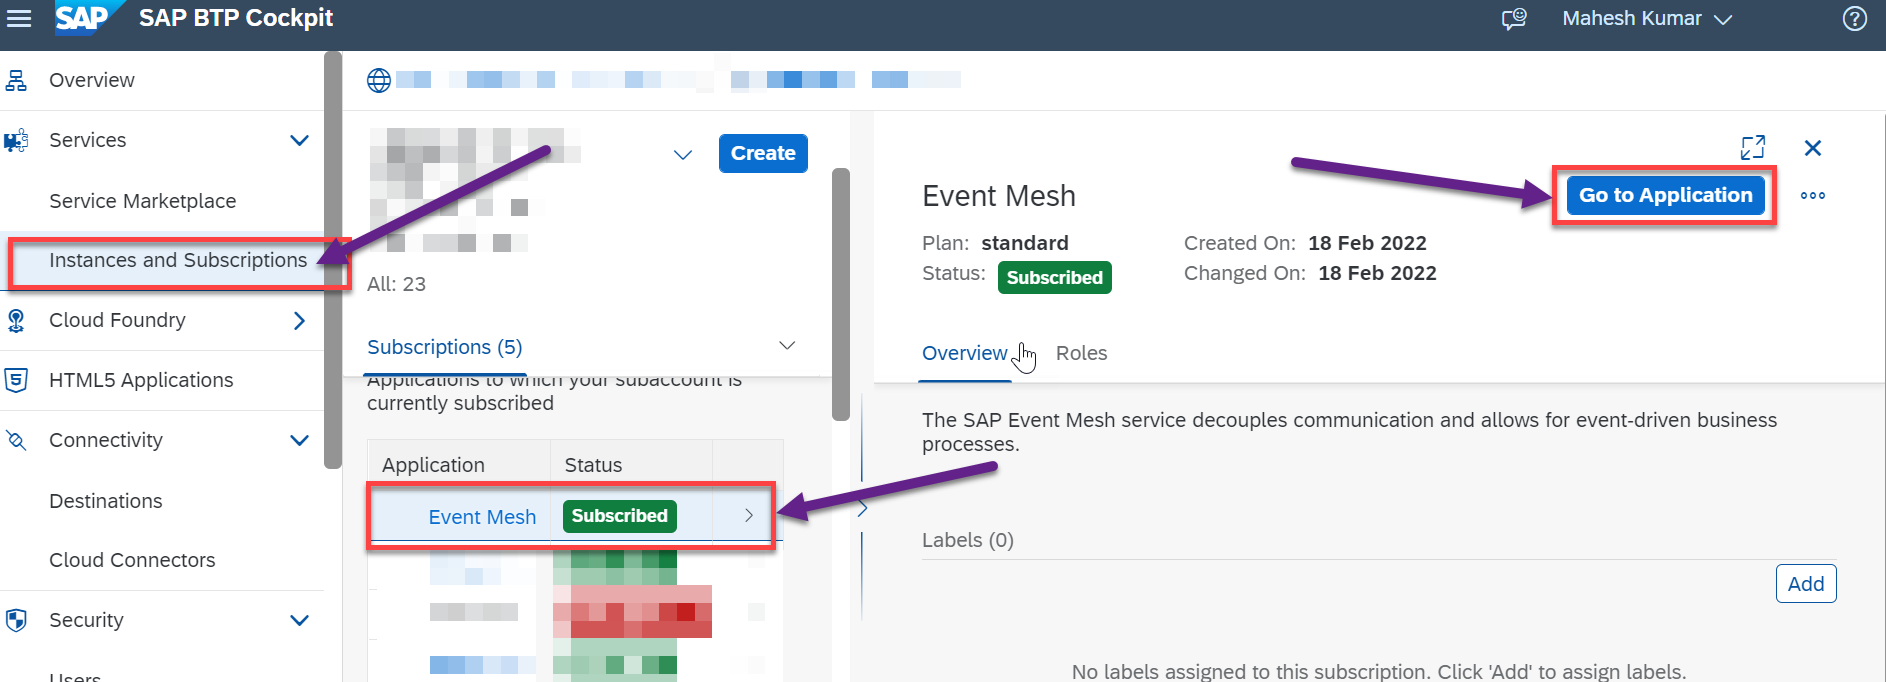 SAP
SAP BTP Cockpit
Mahesh Kumar
Overview
Services
Service Marketplace
Instances and Subscriptions
Cloud Foundry
HTML5 Applications
Connectivity
Destinations
Cloud Connectors
Security
Users
Create
All: 23
Subscriptions (5)
Applications to which your subaccount is
currently subscribed
Application Status
Event Mesh Subscribed
Event Mesh
Go to Application
Plan: standard
Created On: 18 Feb 2022
Status: Subscribed
Changed On: 18 Feb 2022
Overview Roles
The SAP Event Mesh service decouples communication and allows for event-driven business
processes.
Labels (0)
Add
No labels assigned to this subscription. Click 'Add' to assign labels.